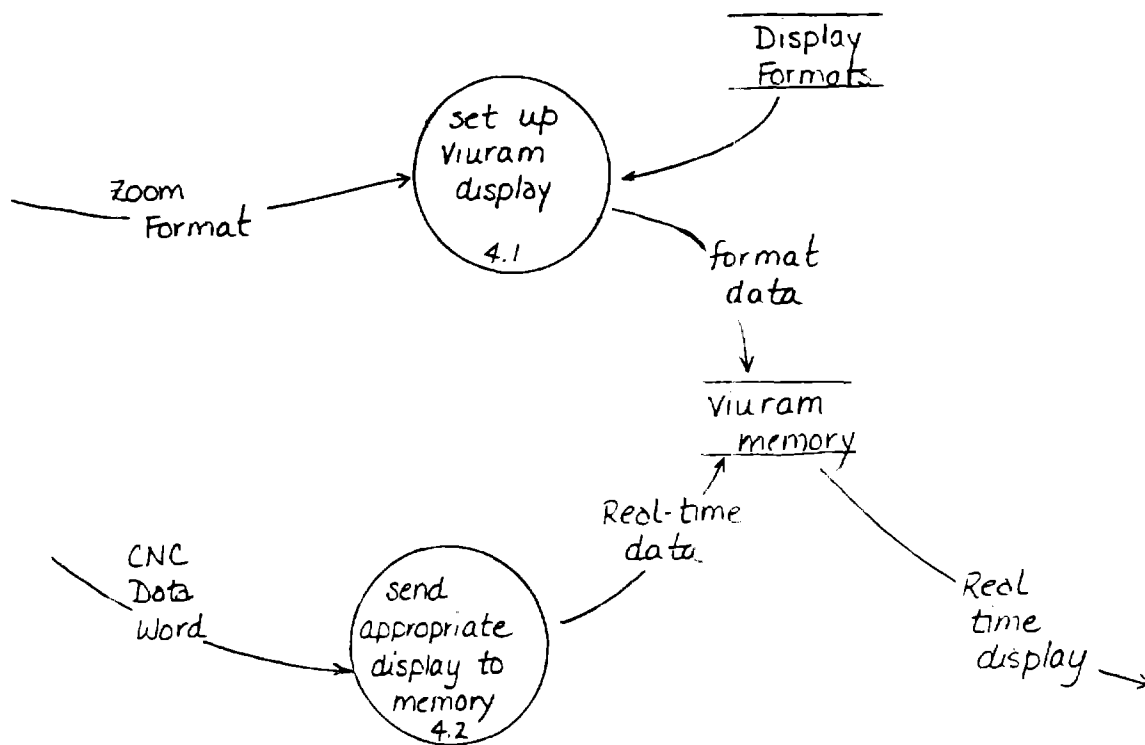 Display
Formats
set up
Viuram
display
4.1
Zoom
Format
format
data
Viuram
memory
Real-time
data
CNC
Data
Word
send
appropriate
display to
memory
4.2
Real
time
display